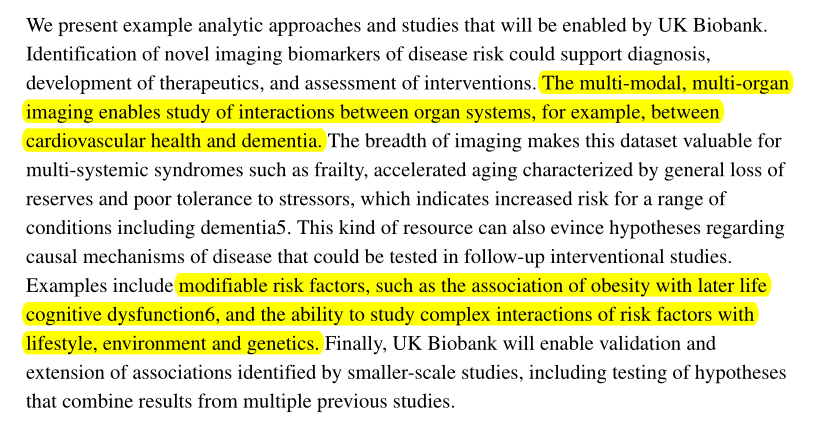 We present example analytic approaches and studies that will be enabled by UK Biobank.
Identification of novel imaging biomarkers of disease risk could support diagnosis,
development of therapeutics, and assessment of interventions. The multi-modal, multi-organ
imaging enables study of interactions between organ systems, for example, between
cardiovascular health and dementia. The breadth of imaging makes this dataset valuable for
multi-systemic syndromes such as frailty, accelerated aging characterized by general loss of
reserves and poor tolerance to stressors, which indicates increased risk for a range of
conditions including dementia5. This kind of resource can also evince hypotheses regarding
causal mechanisms of disease that could be tested in follow-up interventional studies.
Examples include modifiable risk factors, such as the association of obesity with later life
cognitive dysfunction6, and the ability to study complex interactions of risk factors with
lifestyle, environment and genetics. Finally, UK Biobank will enable validation and
extension of associations identified by smaller-scale studies, including testing of hypotheses
that combine results from multiple previous studies.